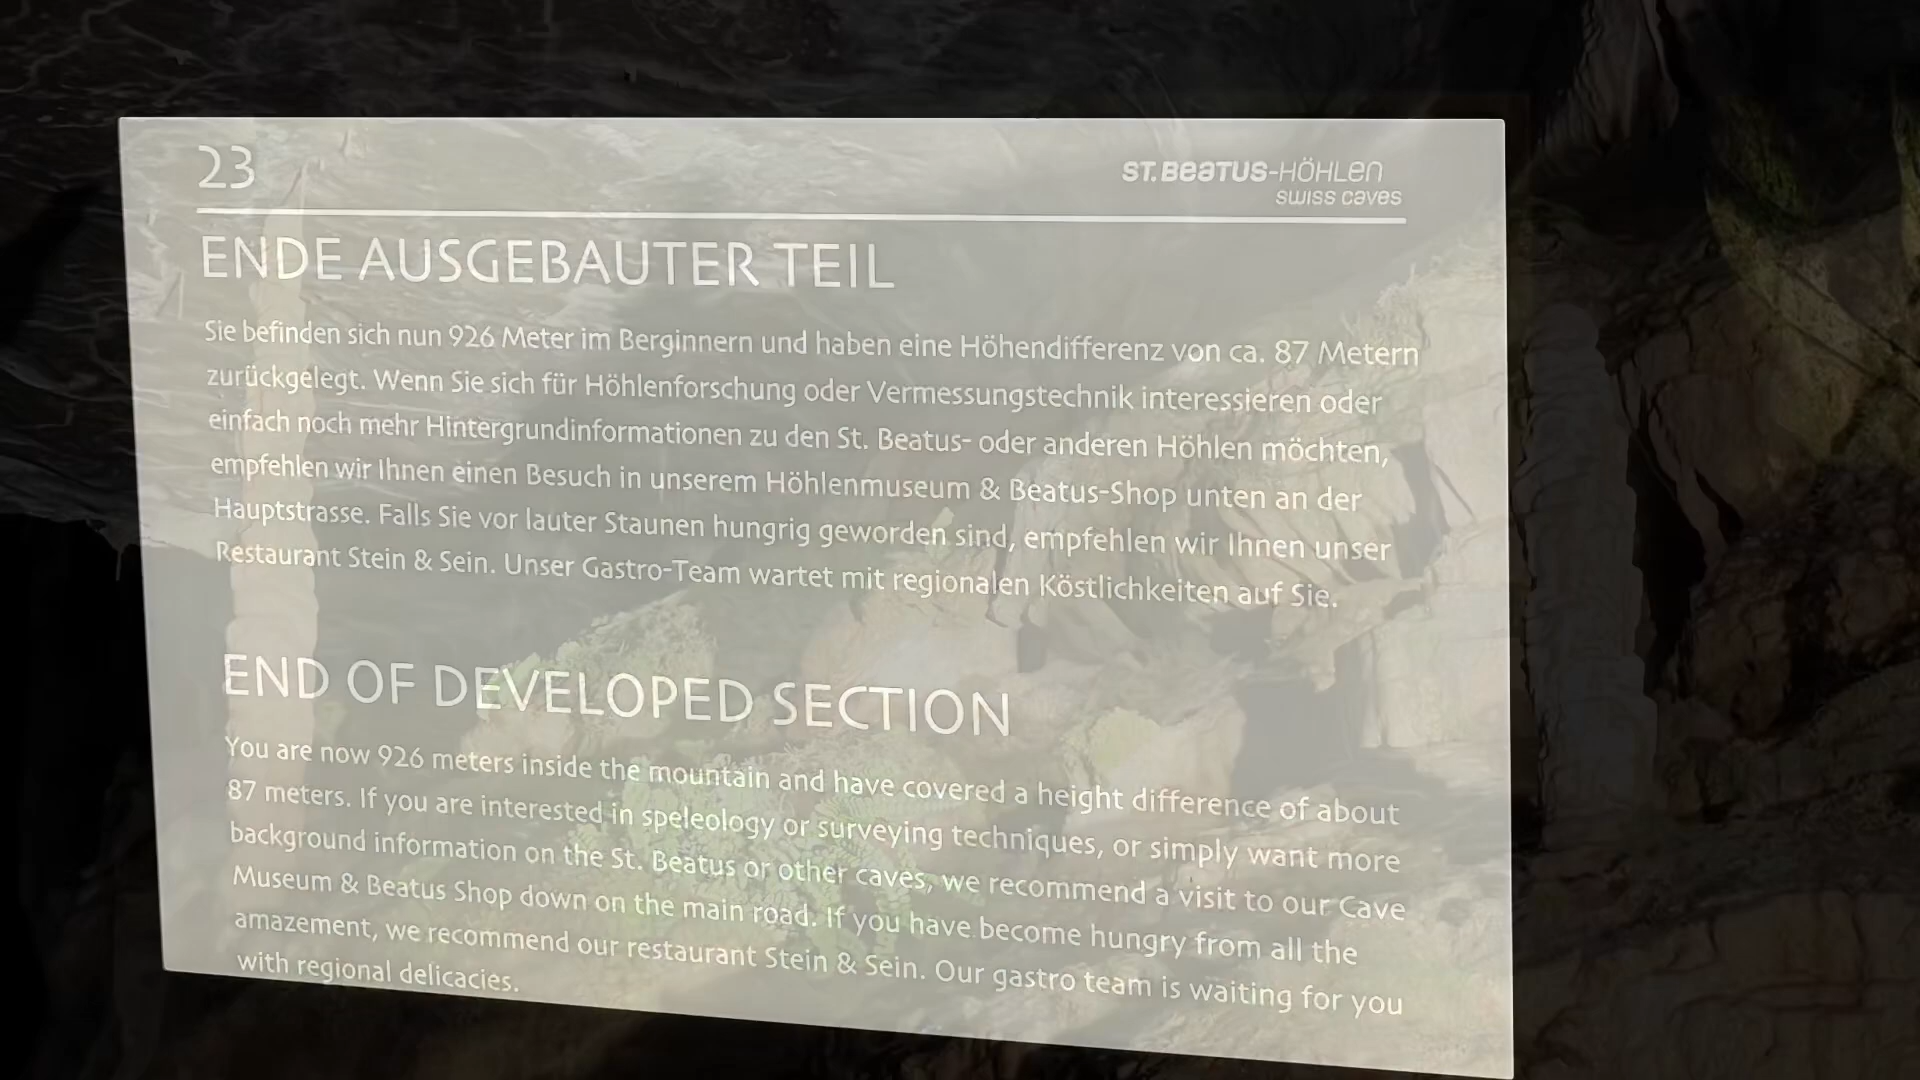 23
ST.BEATUS-HÖHLEN
SWISS CAVES
ENDE AUSGEBAUTER TEIL
Sie befinden sich nun 926 Meter im Berginnern und haben eine Höhendifferenz von ca. 87 Metern
zurückgelegt. Wenn Sie sich für Höhlenforschung oder Vermessungstechnik interessieren oder
einfach noch mehr Hintergrundinformationen zu den St. Beatus- oder anderen Höhlen möchten,
empfehlen wir Ihnen einen Besuch in unserem Höhlenmuseum & Beatus-Shop unten an der
Hauptstrasse. Falls Sie vor lauter Staunen hungrig geworden sind, empfehlen wir Ihnen unser
Restaurant Stein & Sein. Unser Gastro-Team wartet mit regionalen Köstlichkeiten auf Sie.
END OF DEVELOPED SECTION
You are now 926 meters inside the mountain and have covered a height difference of about
87 meters. If you are interested in speleology or surveying techniques, or simply want more
background information on the St. Beatus or other caves, we recommend a visit to our Cave
Museum & Beatus Shop down on the main road. If you have become hungry from all the
amazement, we recommend our restaurant Stein & Sein. Our gastro team is waiting for you
with regional delicacies.